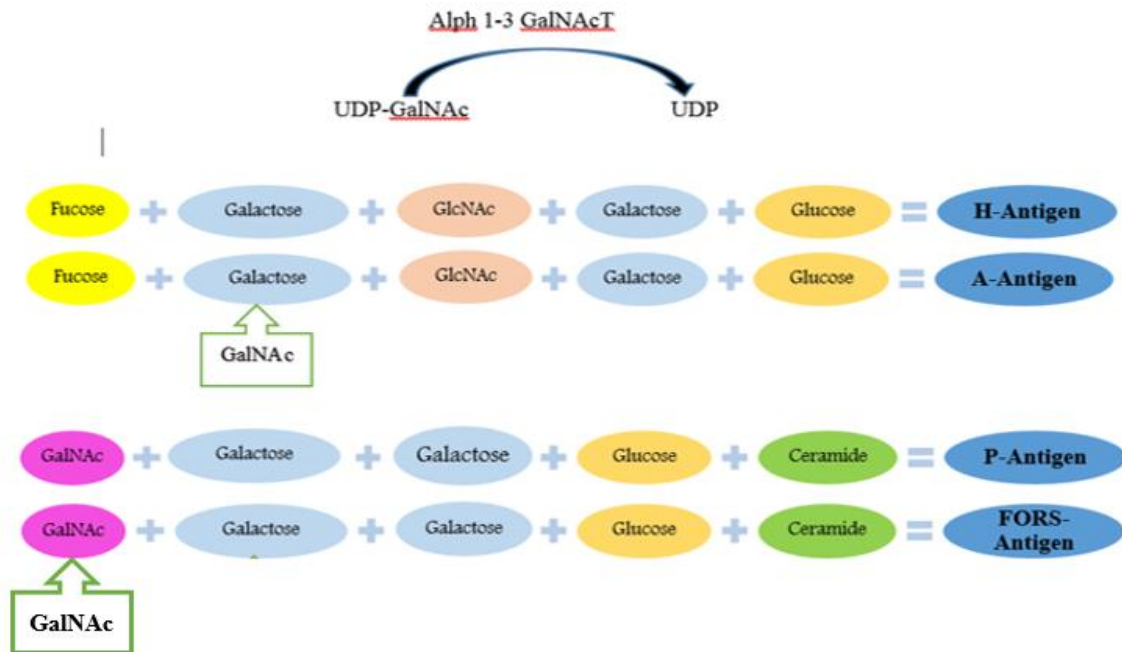 Alph 1-3 GalNAcT
UDP-GalNAc UDP
Fucose + Galactose + GlcNAc + Galactose + Glucose = H-Antigen
Fucose + Galactose + GlcNAc + Galactose + Glucose = A-Antigen
GalNAc
GalNAc + Galactose + Galactose + Glucose + Ceramide = P-Antigen
GalNAc + Galactose + Galactose + Glucose + Ceramide = FORS-
Antigen
GalNAc